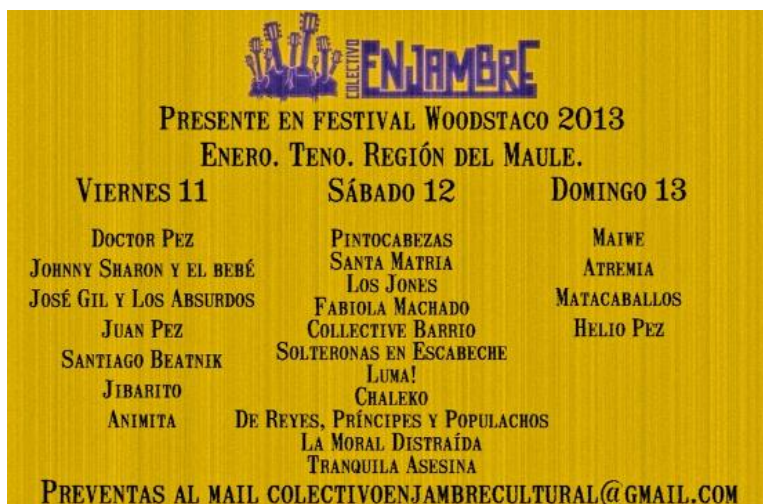 COLECTIVO
ENJAMBRE
PRESENTE EN FESTIVAL WOODSTACO 2013
ENERO. TENO. REGIÓN DEL MAULE.
VIERNES 11
DOCTOR PEZ
JOHNNY SHARON Y EL BEBÉ
JOSÉ GIL Y LOS ABSURDOS
JUAN PEZ
SANTIAGO BEATNIK
JIBARITO
ANIMITA
SÁBADO 12
PINTOCABEZAS
SANTA MATRIA
LOS JONES
FABIOLA MACHADO
COLLECTIVE BARRIO
SOLTERONAS EN ESCABECHE
LUMA!
CHALEKO
DE REYES, PRÍNCIPES Y POPULACHOS
LA MORAL DISTRAÍDA
TRANQUILA ASESINA
DOMINGO 13
MAIWE
ATREMIA
MATACABALLOS
HELIO PEZ
PREVENTAS AL MAIL COLECTIVOENJAMBRECULTURAL@GMAIL.COM